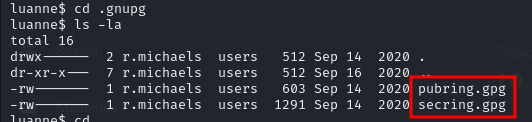 luanne$ cd .gnupg
luanne$ ls -la
total 16
drwx------ 2 r.michaels users 512 Sep 14 2020 .
dr-xr-x--- 7 r.michaels users 512 Sep 16 2020 ..
-rw------- 1 r.michaels users 603 Sep 14 2020 pubring.gpg
-rw------- 1 r.michaels users 1291 Sep 14 2020 secring.gpg
luanne$ cd